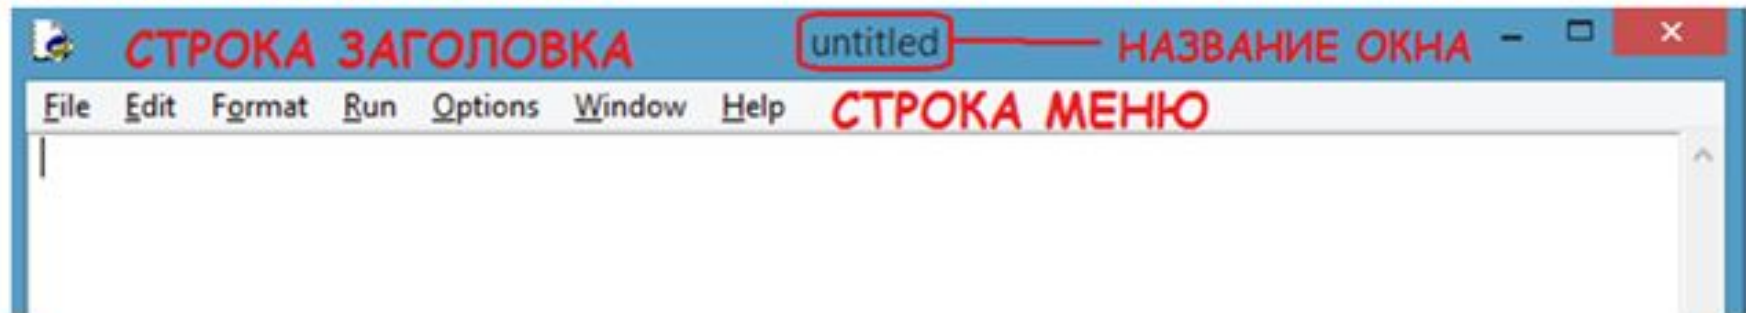 СТРОКА ЗАГОЛОВКА untitled НАЗВАНИЕ ОКНА
File Edit Format Run Options Window Help СТРОКА МЕНЮ